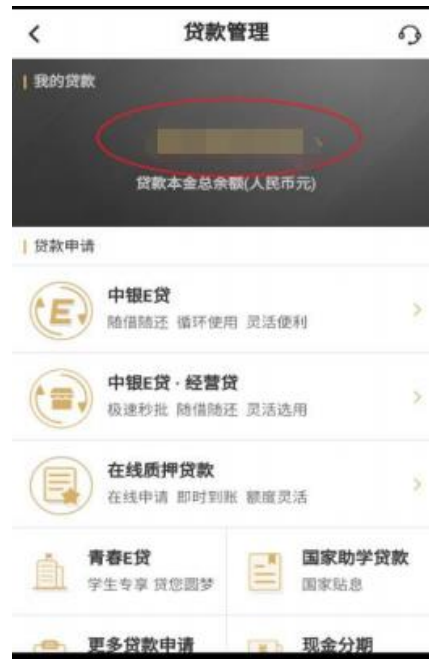 贷款管理
我的贷款
贷款本金总余额(人民币元)
贷款申请
中银E贷
随借随还 循环使用 灵活便利
中银E贷 · 经营贷
极速秒批 随借随还 灵活选用
在线质押贷款
在线申请 即时到账 额度灵活
青春E贷
学生专享 贷您圆梦
国家助学贷款
国家贴息
更多贷款申请
现金分期